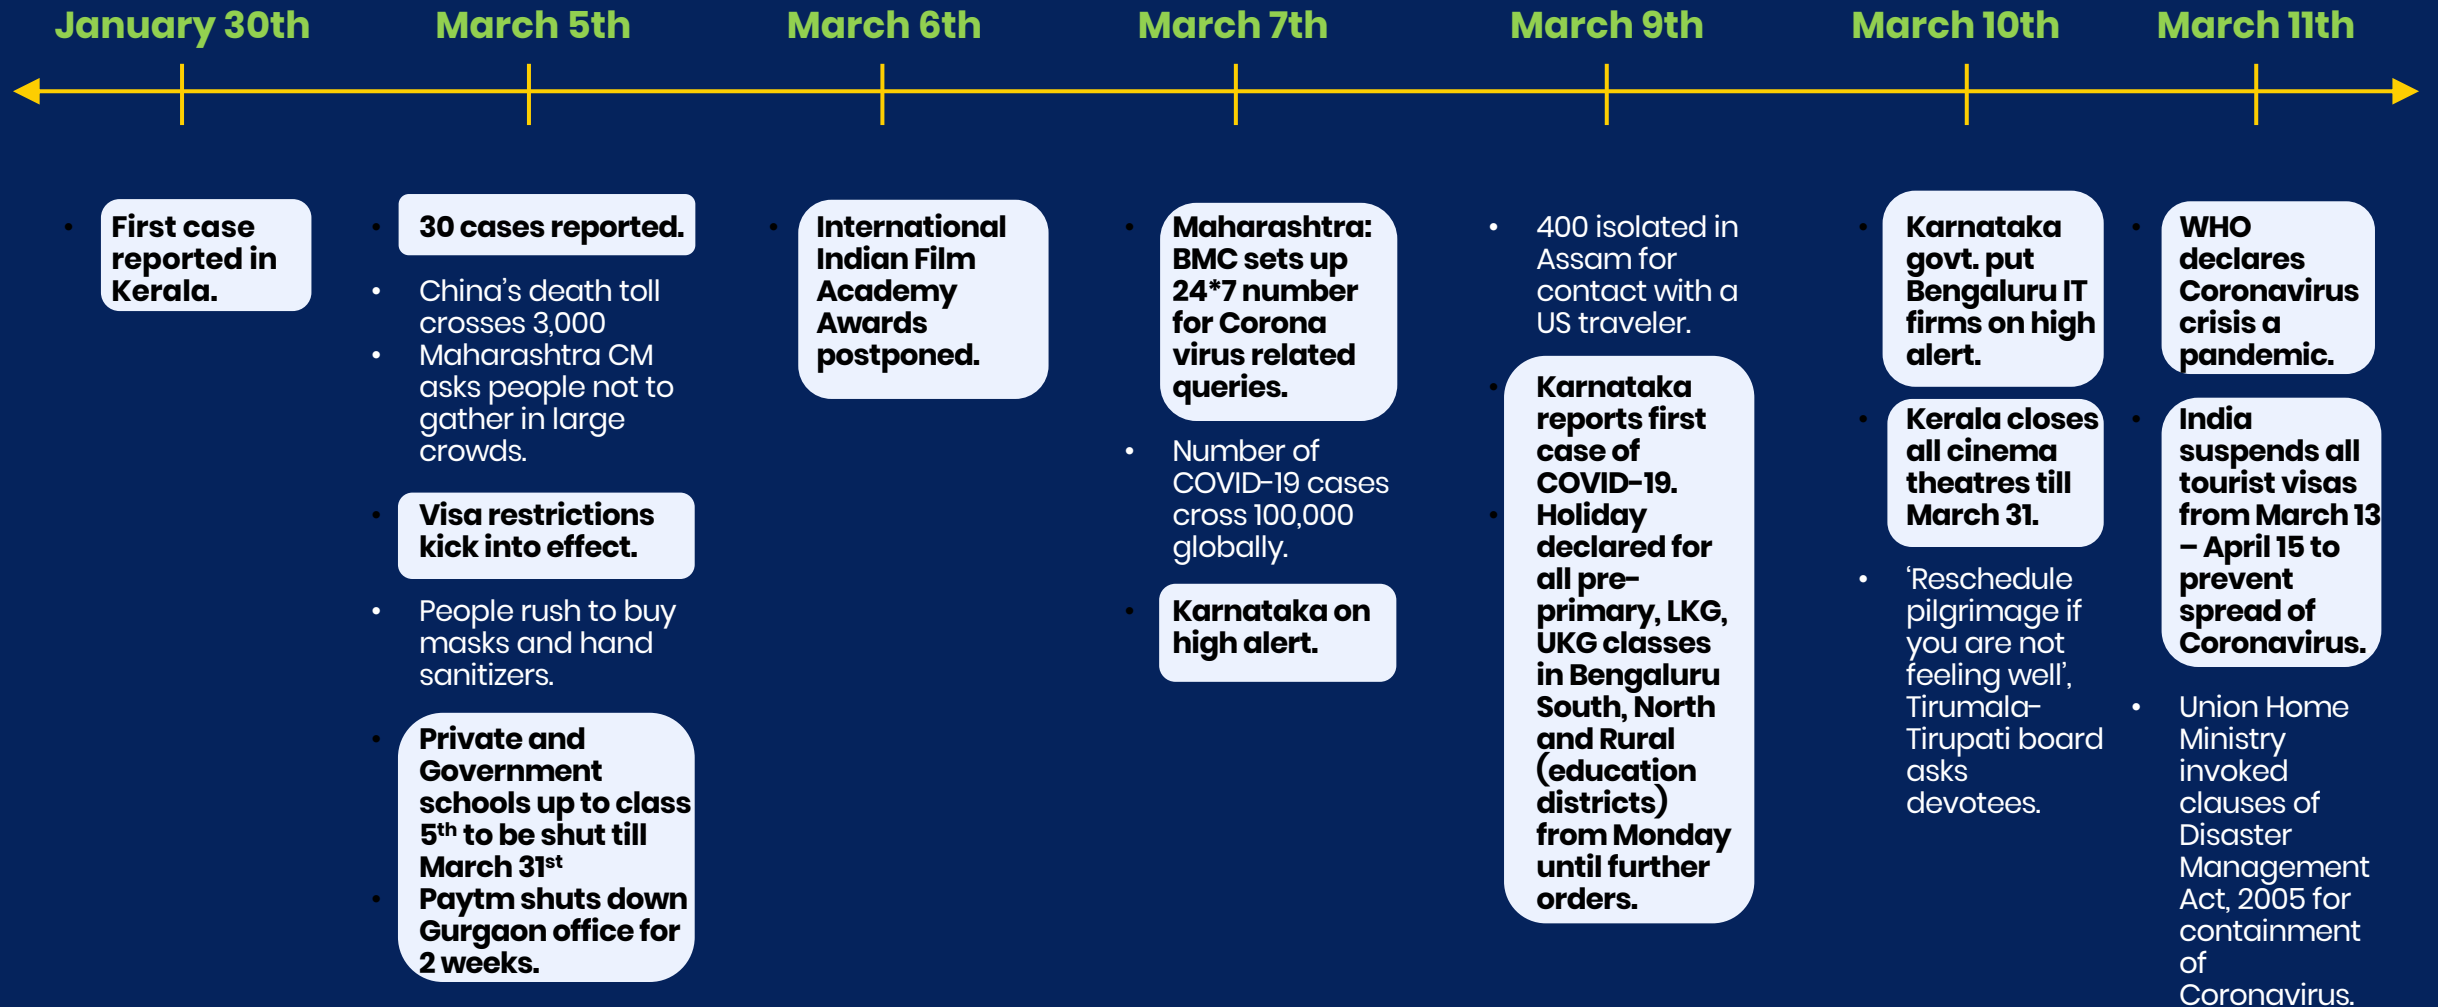 January 30th
March 5th
March 6th
March 7th
March 9th
March 10th
March 11th
• First case
reported in
Kerala.
• 30 cases reported.
• China’s death toll
crosses 3,000
• Maharashtra CM
asks people not to
gather in large
crowds.
• Visa restrictions
kick into effect.
• People rush to buy
masks and hand
sanitizers.
• Private and
Government
schools up to class
5th to be shut till
March 31st
• Paytm shuts down
Gurgaon office for
2 weeks.
• International
Indian Film
Academy
Awards
postponed.
• Maharashtra:
BMC sets up
24*7 number
for Corona
virus related
queries.
• Number of
COVID-19 cases
cross 100,000
globally.
• Karnataka on
high alert.
• 400 isolated in
Assam for
contact with a
US traveler.
• Karnataka
reports first
case of
COVID-19.
• Holiday
declared for
all pre-
primary, LKG,
UKG classes
in Bengaluru
South, North
and Rural
(education
districts)
from Monday
until further
orders.
• Karnataka
govt. put
Bengaluru IT
firms on high
alert.
• Kerala closes
all cinema
theatres till
March 31.
• ‘Reschedule
pilgrimage if
you are not
feeling well’,
Tirumala-
Tirupati board
asks
devotees.
• WHO
declares
Coronavirus
crisis a
pandemic.
• India
suspends all
tourist visas
from March 13
– April 15 to
prevent
spread of
Coronavirus.
• Union Home
Ministry
invoked
clauses of
Disaster
Management
Act, 2005 for
containment
of
Coronavirus.